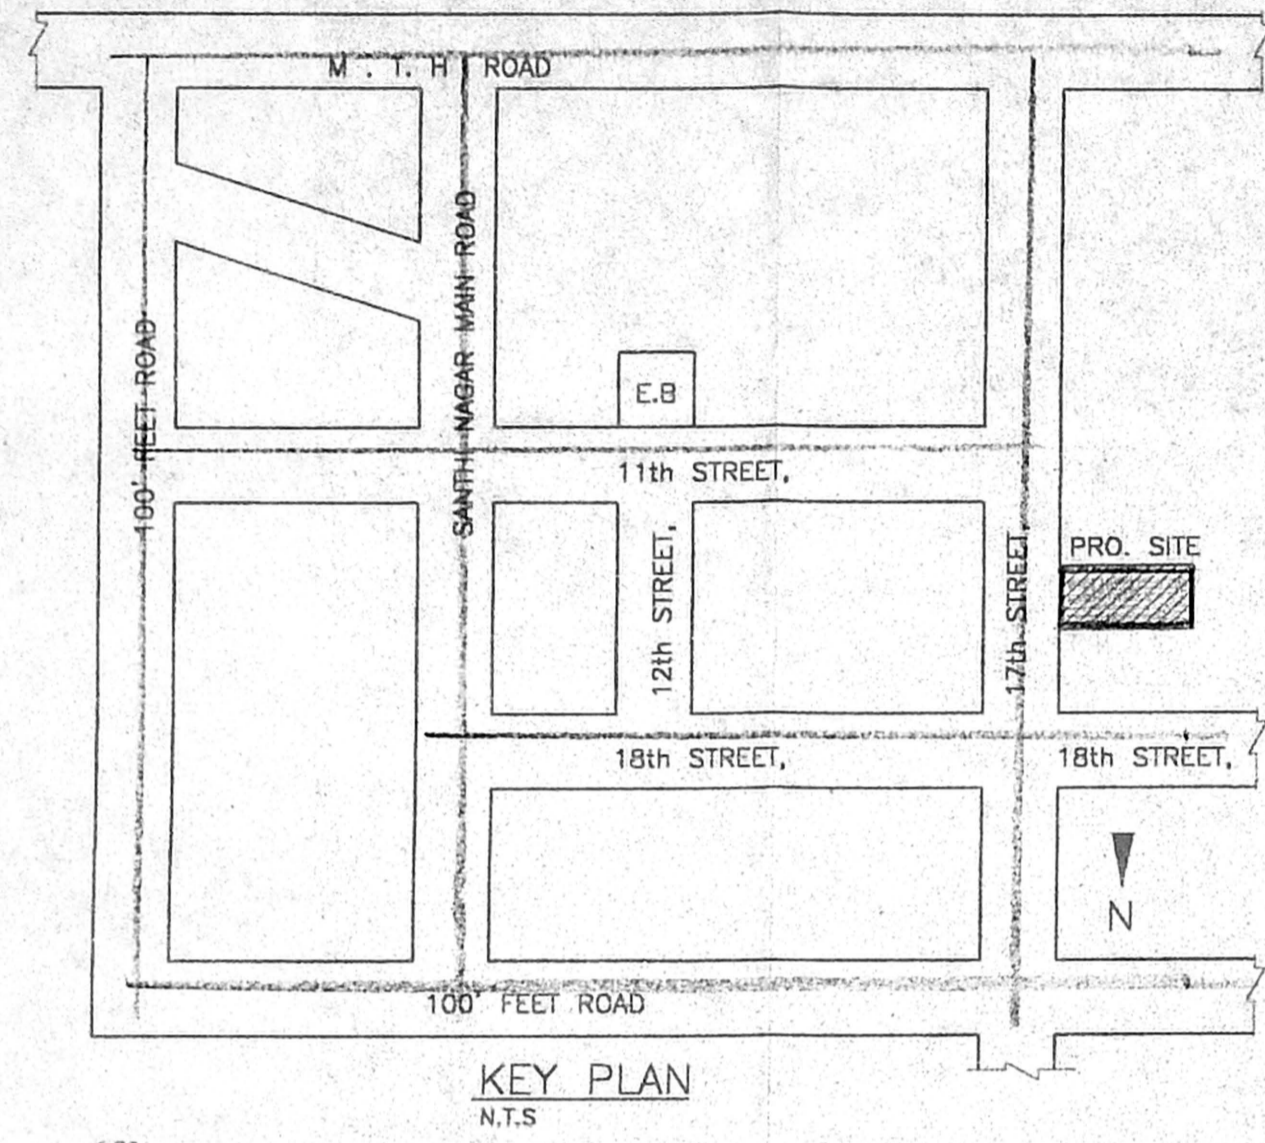 M . T. H ROAD
100' FEET ROAD
SANTHI NAGAR MAIN ROAD
E.B
11th STREET,
12th STREET,
17th STREET,
PRO. SITE
18th STREET,
18th STREET,
N
100' FEET ROAD
KEY PLAN
N.T.S